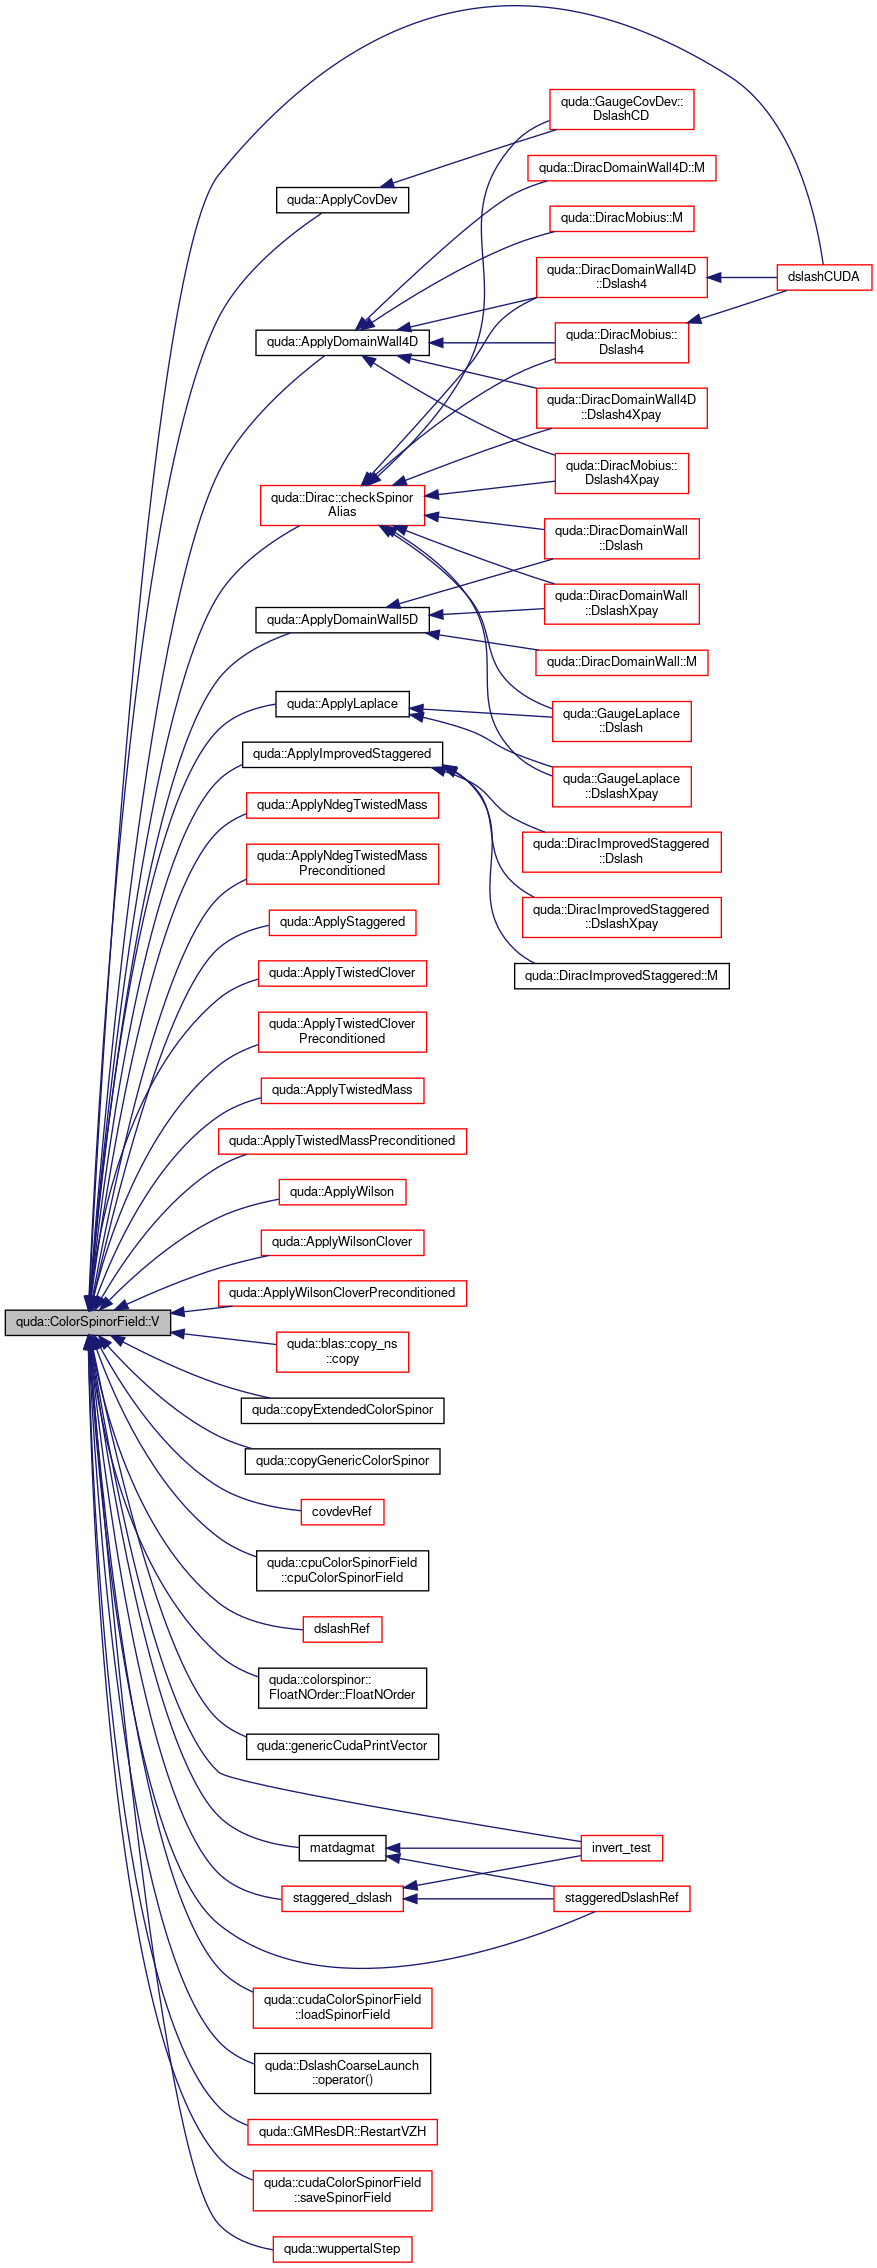 quda::GaugeCovDev::
DslashCD
quda::DiracDomainWall4D::M
quda::ApplyCovDev
quda::DiracMobius::M
quda::DiracDomainWall4D
::Dslash4
dslashCUDA
quda::ApplyDomainWall4D
quda::DiracMobius::
Dslash4
quda::DiracDomainWall4D
::Dslash4Xpay
quda::DiracMobius::
Dslash4Xpay
quda::Dirac::checkSpinor
Alias
quda::DiracDomainWall
::Dslash
quda::DiracDomainWall
::DslashXpay
quda::ApplyDomainWall5D
quda::DiracDomainWall::M
quda::ApplyLaplace
quda::GaugeLaplace
::Dslash
quda::ApplyImprovedStaggered
quda::GaugeLaplace
::DslashXpay
quda::ApplyNdegTwistedMass
quda::DiracImprovedStaggered
::Dslash
quda::ApplyNdegTwistedMass
Preconditioned
quda::DiracImprovedStaggered
::DslashXpay
quda::ApplyStaggered
quda::ApplyTwistedClover
quda::DiracImprovedStaggered::M
quda::ApplyTwistedClover
Preconditioned
quda::ApplyTwistedMass
quda::ApplyTwistedMassPreconditioned
quda::ApplyWilson
quda::ApplyWilsonClover
quda::ApplyWilsonCloverPreconditioned
quda::ColorSpinorField::V
quda::blas::copy_ns
::copy
quda::copyExtendedColorSpinor
quda::copyGenericColorSpinor
covdevRef
quda::cpuColorSpinorField
::cpuColorSpinorField
dslashRef
quda::colorspinor::
FloatNOrder::FloatNOrder
quda::genericCudaPrintVector
matdagmat
invert_test
staggered_dslash
staggeredDslashRef
quda::cudaColorSpinorField
::loadSpinorField
quda::DslashCoarseLaunch
::operator()
quda::GMResDR::RestartVZH
quda::cudaColorSpinorField
::saveSpinorField
quda::wuppertalStep